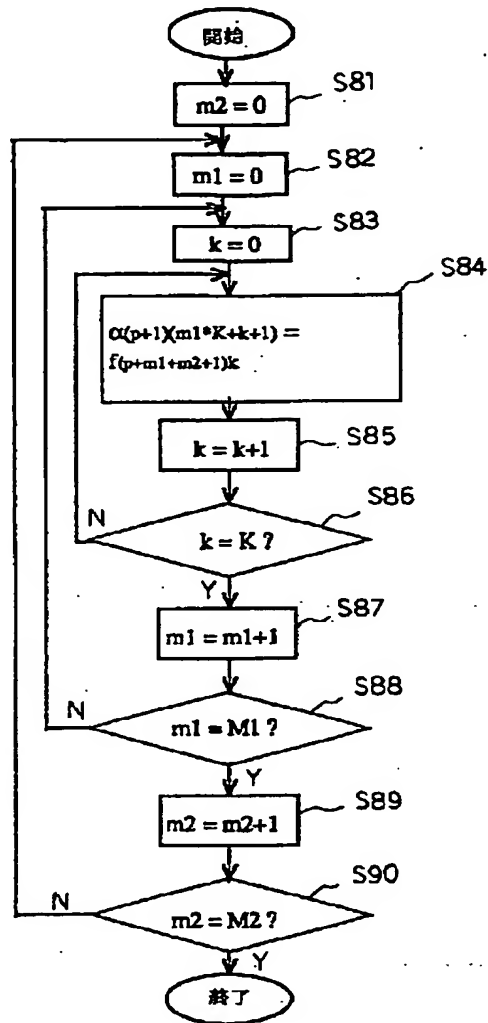 開始
S81
m2 = 0
S82
m1 = 0
S83
k = 0
S84
α(p+1)(m1*K+k+1) =
f(p+m1+m2+1)k
S85
k = k+1
S86
N
k = K ?
Y
S87
m1 = m1+1
S88
N
m1 = M1 ?
Y
S89
m2 = m2+1
S90
N
m2 = M2 ?
Y
終了